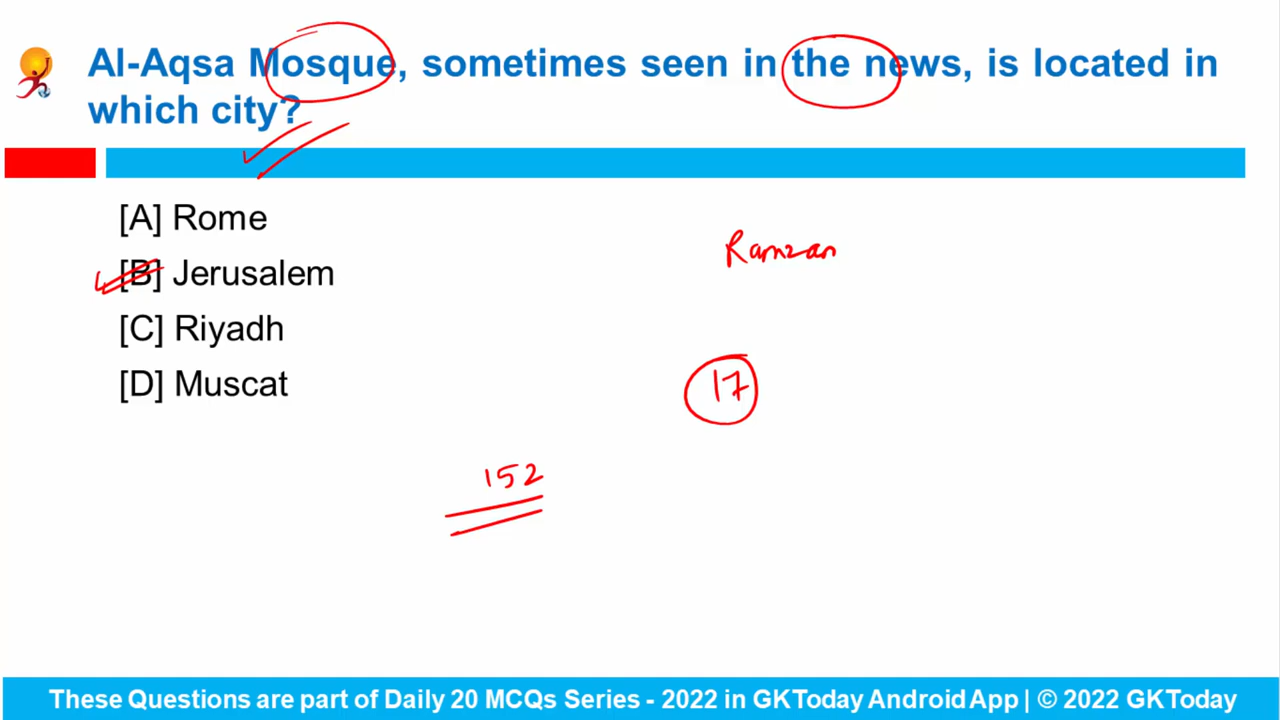 Al-Aqsa Mosque, sometimes seen in the news, is located in
which city?
[A] Rome
Ramzan
[B] Jerusalem
[C] Riyadh
[D] Muscat
17
152
These Questions are part of Daily 20 MCQs Series - 2022 in GKToday Android App | © 2022 GKToday